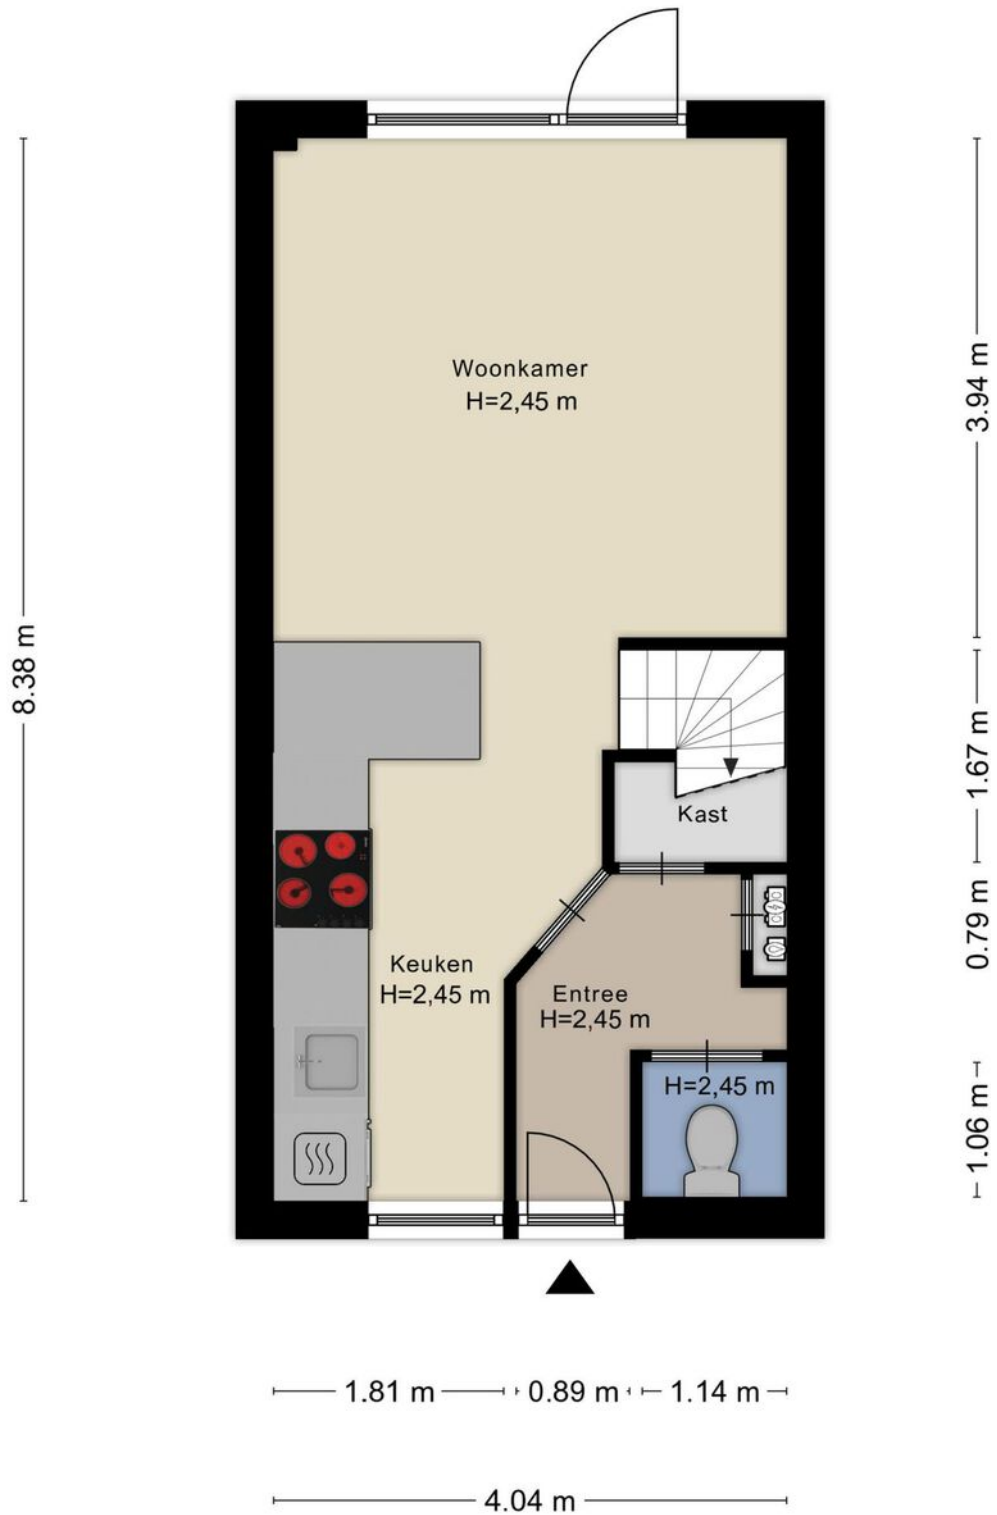 Woonkamer
H=2,45 m
3.94 m
8.38 m
1.67 m
Kast
0.79 m
Keuken
H=2,45 m
Entree
H=2,45 m
H=2,45 m
1.06 m
1.81 m
0.89 m
1.14 m
4.04 m